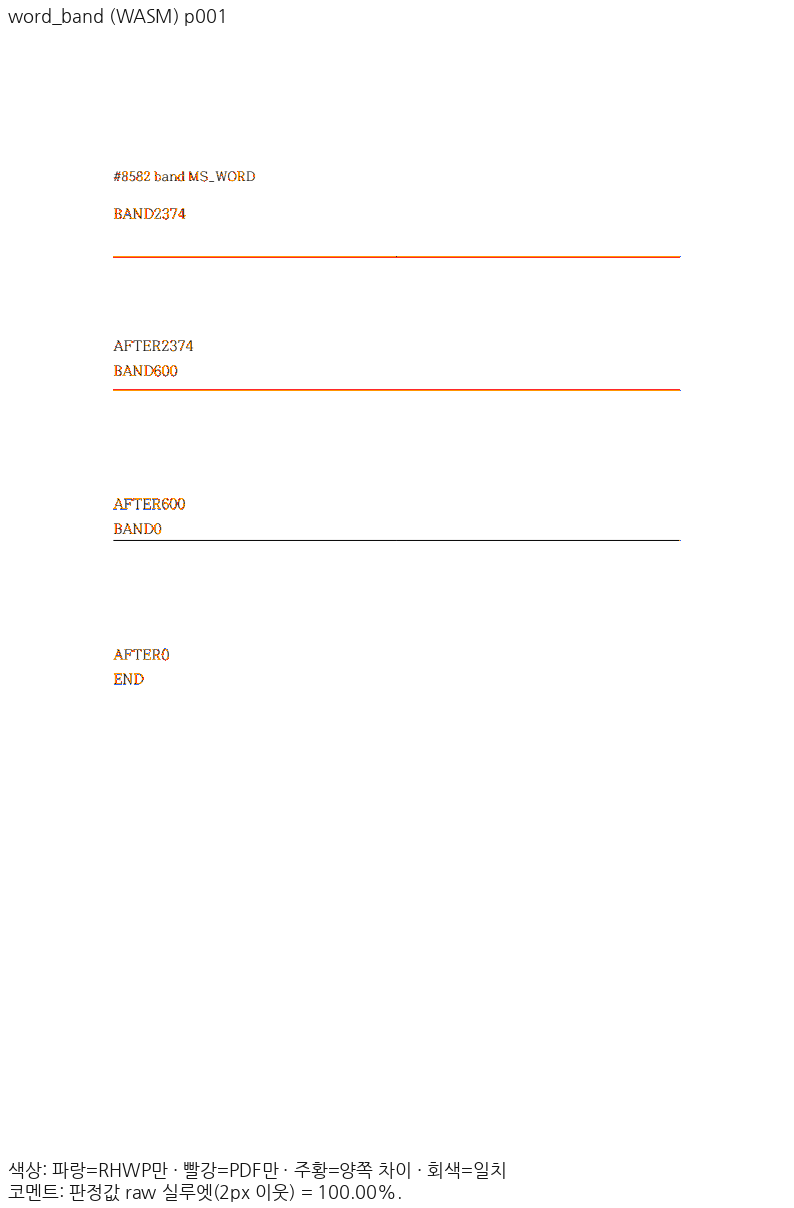 word_band (WASM) p001
#8582 band MS_WORD
BAND2374
AFTER2374
BAND600
AFTER600
BAND0
AFTER0
END
색상: 파랑=RHWP만 · 빨강=PDF만 · 주황=양쪽 차이 · 회색=일치
코멘트: 판정값 raw 실루엣(2px 이웃) = 100.00%.